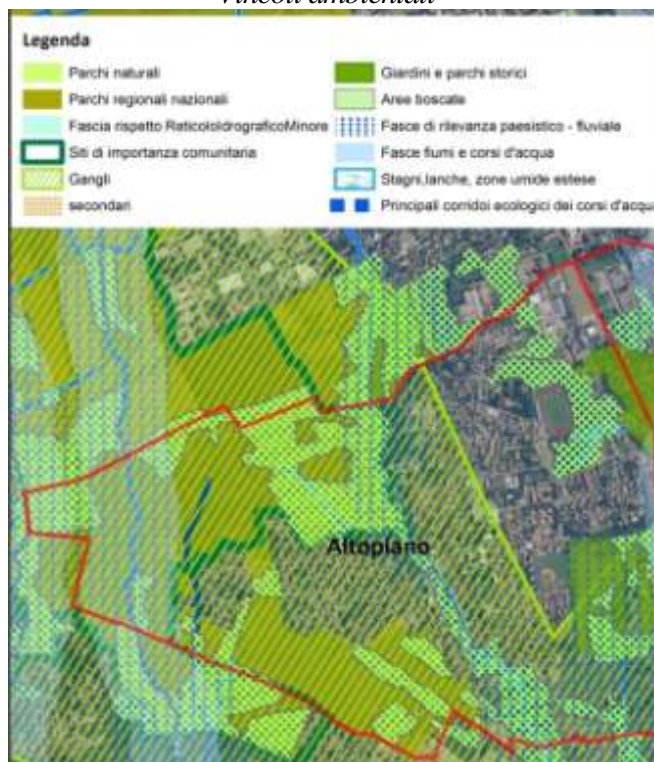 Vincoli ambientali
Legenda
Parchi naturali
Parchi regionali nazionali
Fascia rispetto ReticoloIdrograficoMinore
Siti di importanza comunitaria
Gangli
secondari
Giardini e parchi storici
Aree boscate
Fasce di rilevanza paesistico - fluviale
Fasce fiumi e corsi d'acqua
Stagni,lanche, zone umide estese
Principali corridoi ecologici dei corsi d'acqu
Altopiano